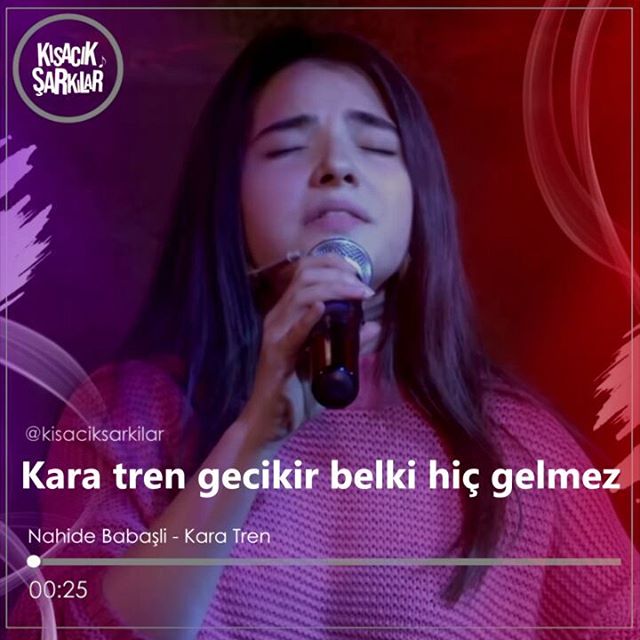 KISACIK
ŞARKILAR
@kisaciksarkilar
Kara tren gecikir belki hiç gelmez
Nahide Babaşli - Kara Tren
00:25